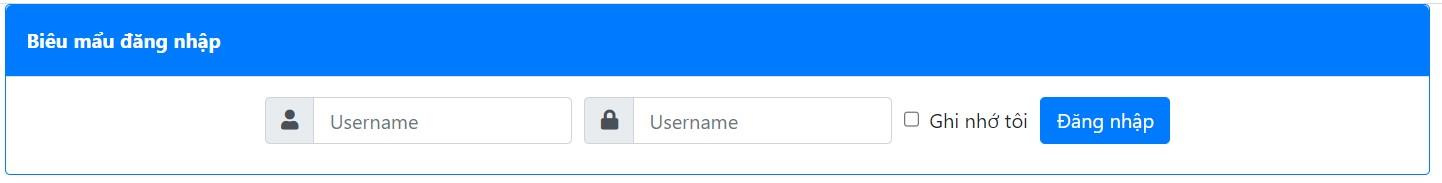 Biêu mẩu đăng nhập
Username Username Ghi nhớ tôi Đăng nhập